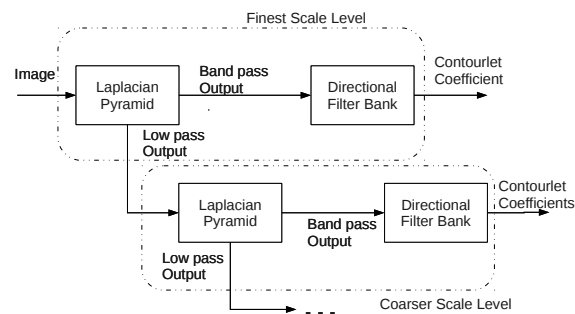 Finest Scale Level
Image
Laplacian
Pyramid
Band pass
Output
Directional
Filter Bank
Contourlet
Coefficient
Low pass
Output
Laplacian
Pyramid
Band pass
Output
Directional
Filter Bank
Contourlet
Coefficients
Low pass
Output
- - -
Coarser Scale Level